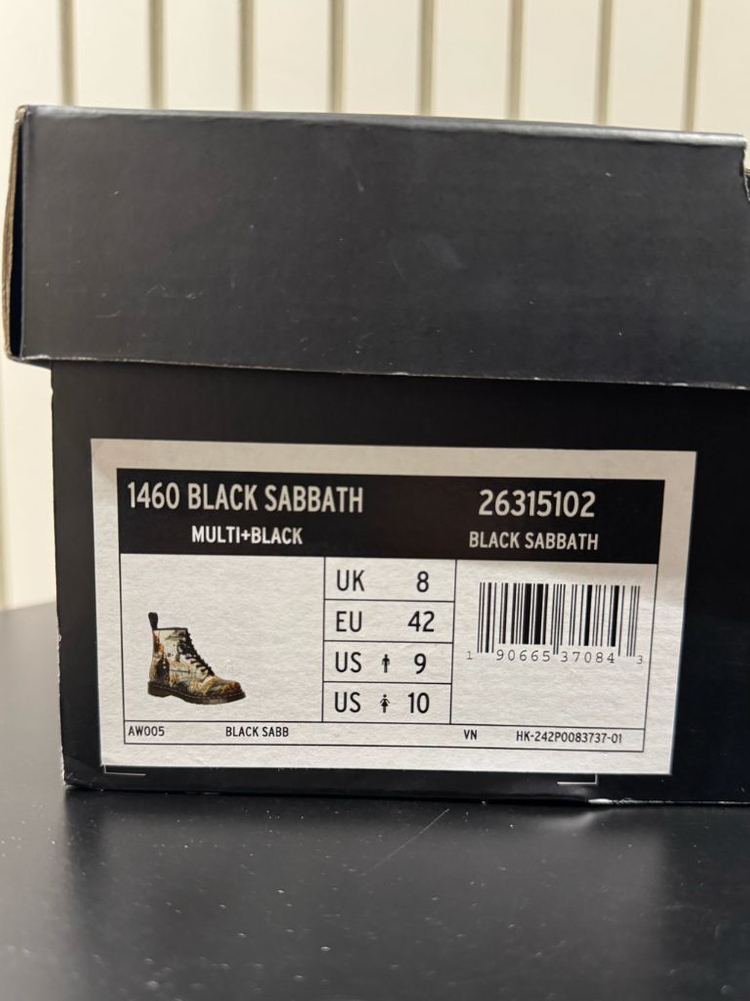 1460 BLACK SABBATH 26315102
MULTI+BLACK BLACK SABBATH
UK 8
EU 42
US 9
US 10
1 90665 37084 3
AW005 BLACK SABB VN HK-242P0083737-01